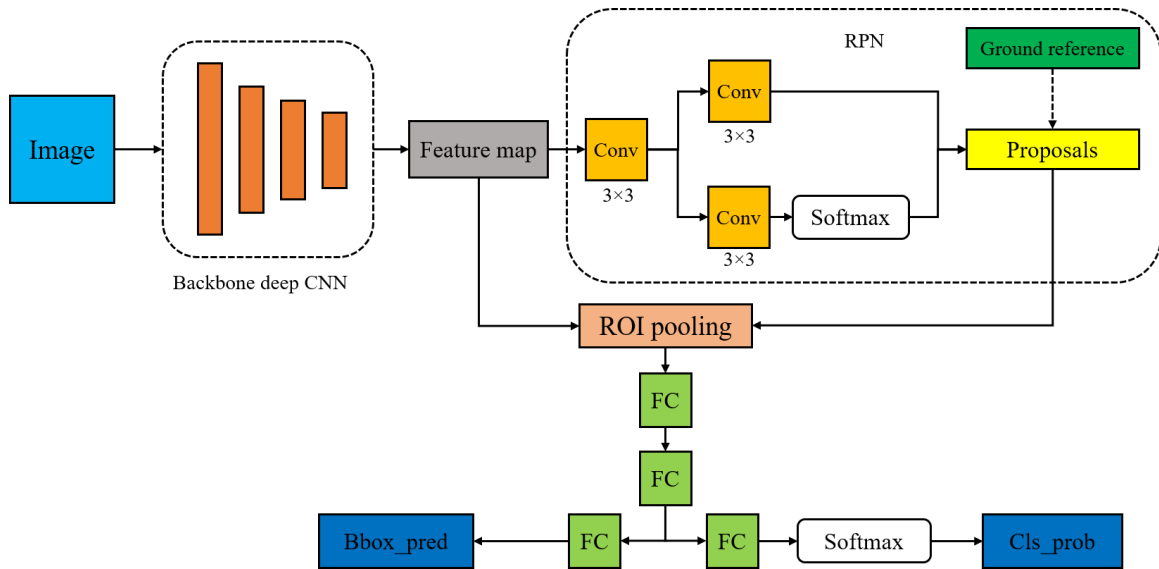 RPN
Ground reference
Image
Feature map
Conv
3×3
Conv
3×3
Conv
3×3
Softmax
Proposals
Backbone deep CNN
ROI pooling
FC
FC
Bbox_pred
FC
FC
Softmax
Cls_prob